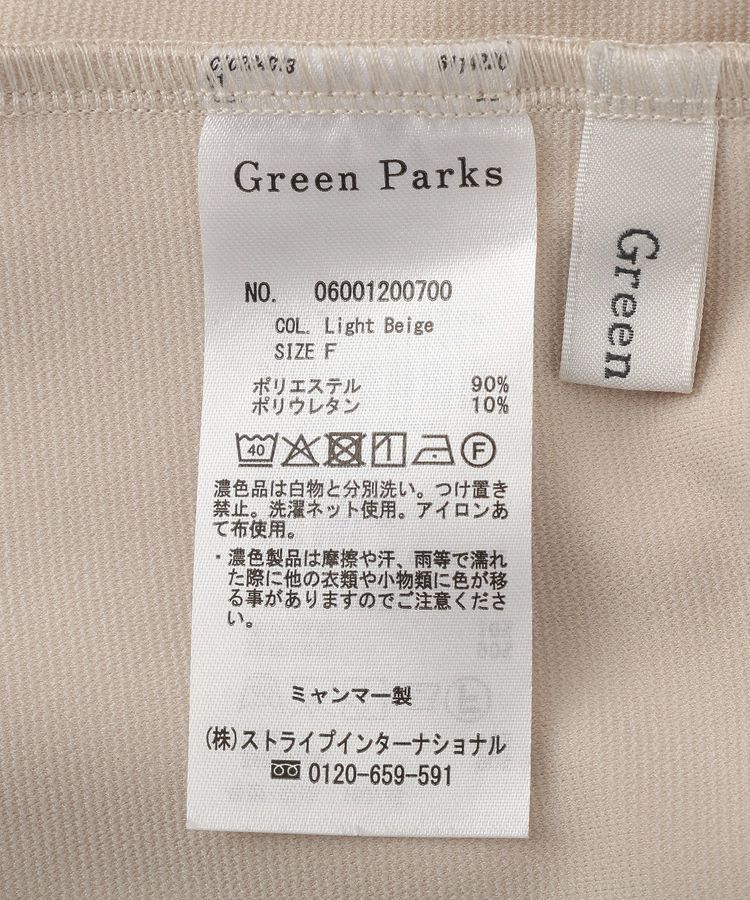 Green Parks
NO. 06001200700
COL. Light Beige
SIZE F
ポリエステル 90%
ポリウレタン 10%
40
F
濃色品は白物と分別洗い。つけ置き
禁止。洗濯ネット使用。アイロンあ
て布使用。
・濃色製品は摩擦や汗、雨等で濡れ
た際に他の衣類や小物類に色が移
る事がありますのでご注意くださ
い。
ミャンマー製
(株)ストライプインターナショナル
0120-659-591
Green